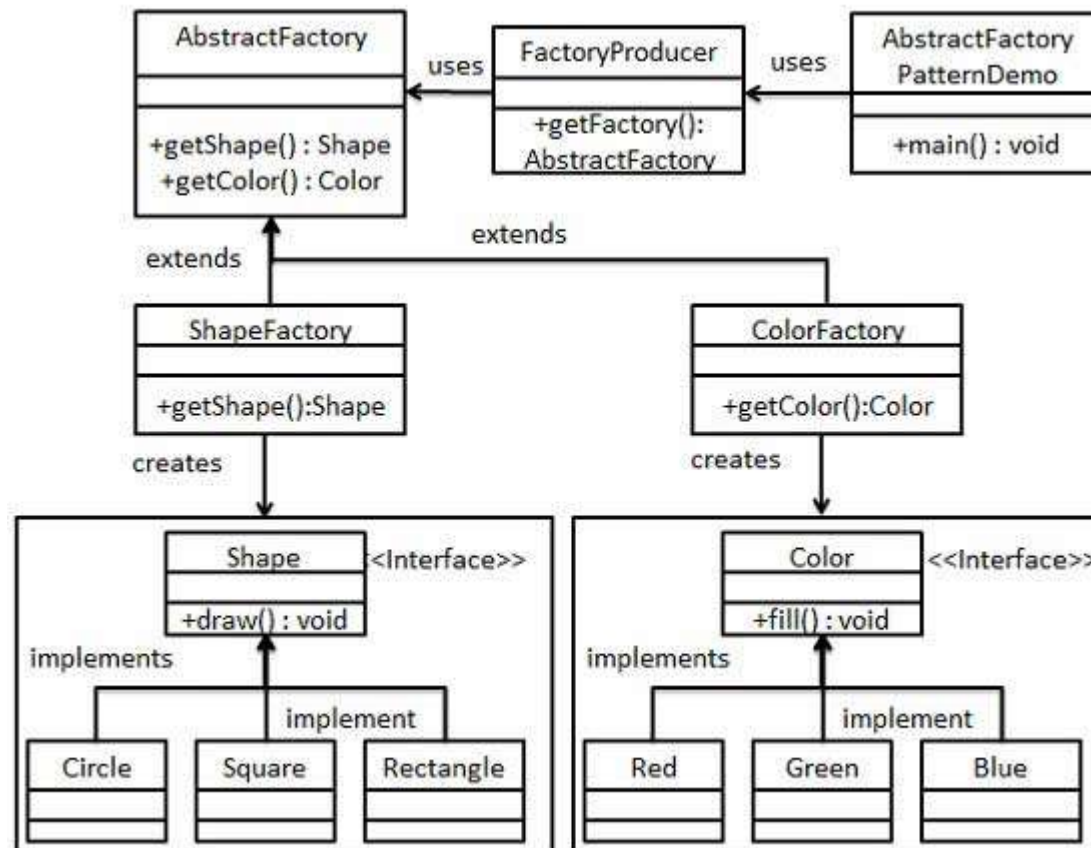 AbstractFactory
+getShape() : Shape
+getColor() : Color
uses
FactoryProducer
+getFactory():
AbstractFactory
uses
AbstractFactory
PatternDemo
+main() : void
extends
extends
ShapeFactory
+getShape():Shape
ColorFactory
+getColor():Color
creates
creates
Shape
<<Interface>>
+draw() : void
implements
implement
Circle
Square
Rectangle
Color
<<Interface>>
+fill() : void
implements
implement
Red
Green
Blue